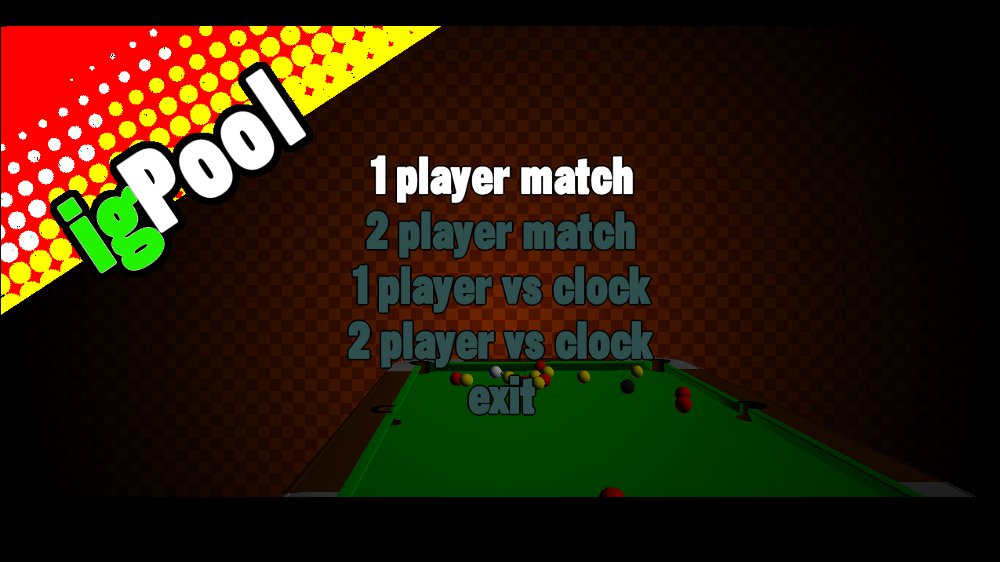 igPool
1 player match
2 player match
1 player vs clock
2 player vs clock
exit